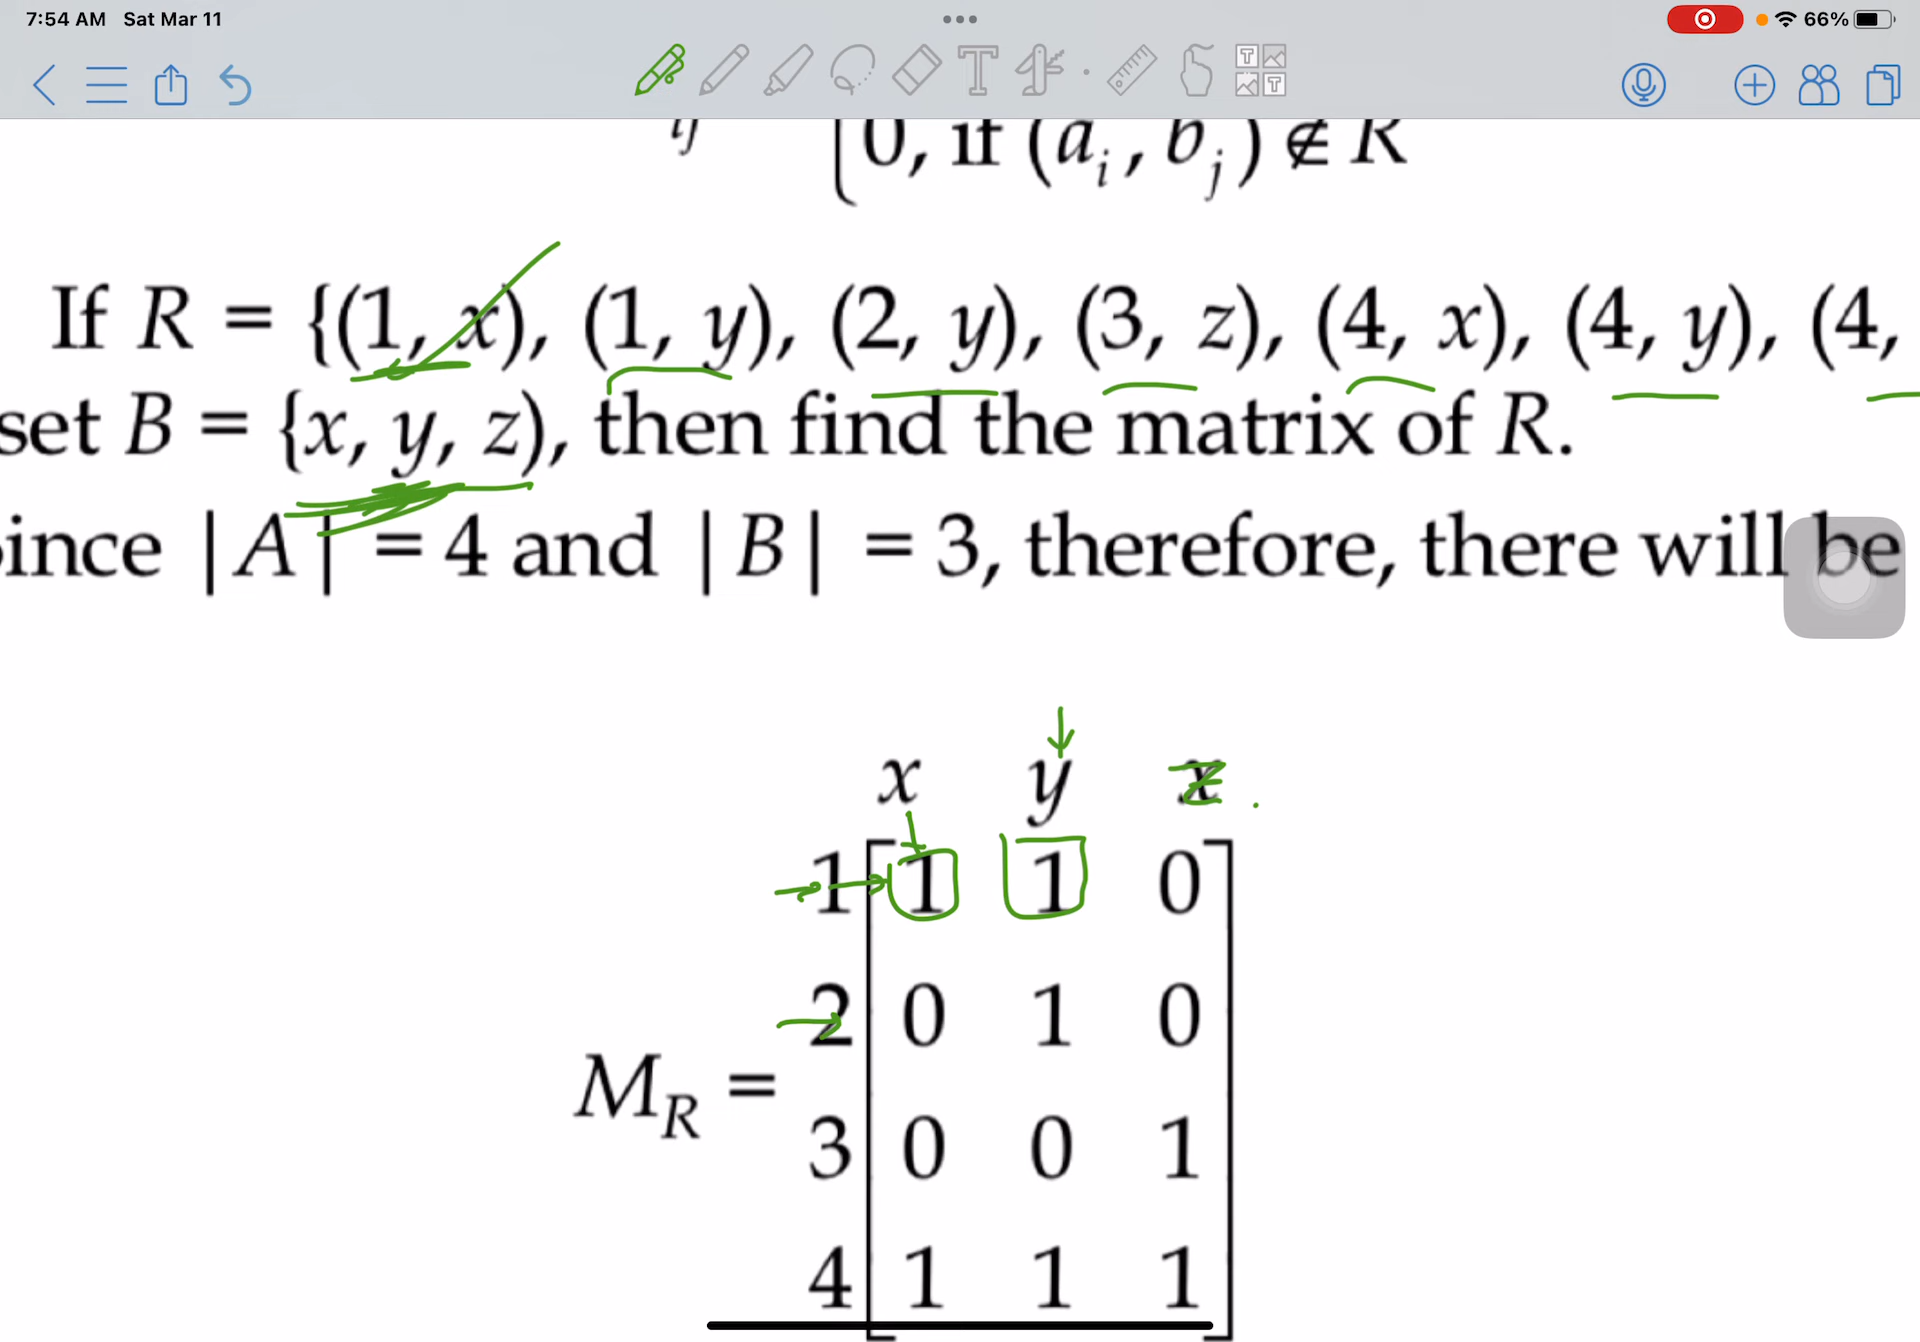 7:54 AM Sat Mar 11
66%
0, if (aᵢ, bⱼ) ∉ R
If R = {(1, x), (1, y), (2, y), (3, z), (4, x), (4, y), (4,
set B = {x, y, z), then find the matrix of R.
ince |A| = 4 and |B| = 3, therefore, there will be
x y z
1 1 1 0
2 0 1 0
M_R =
3 0 0 1
4 1 1 1